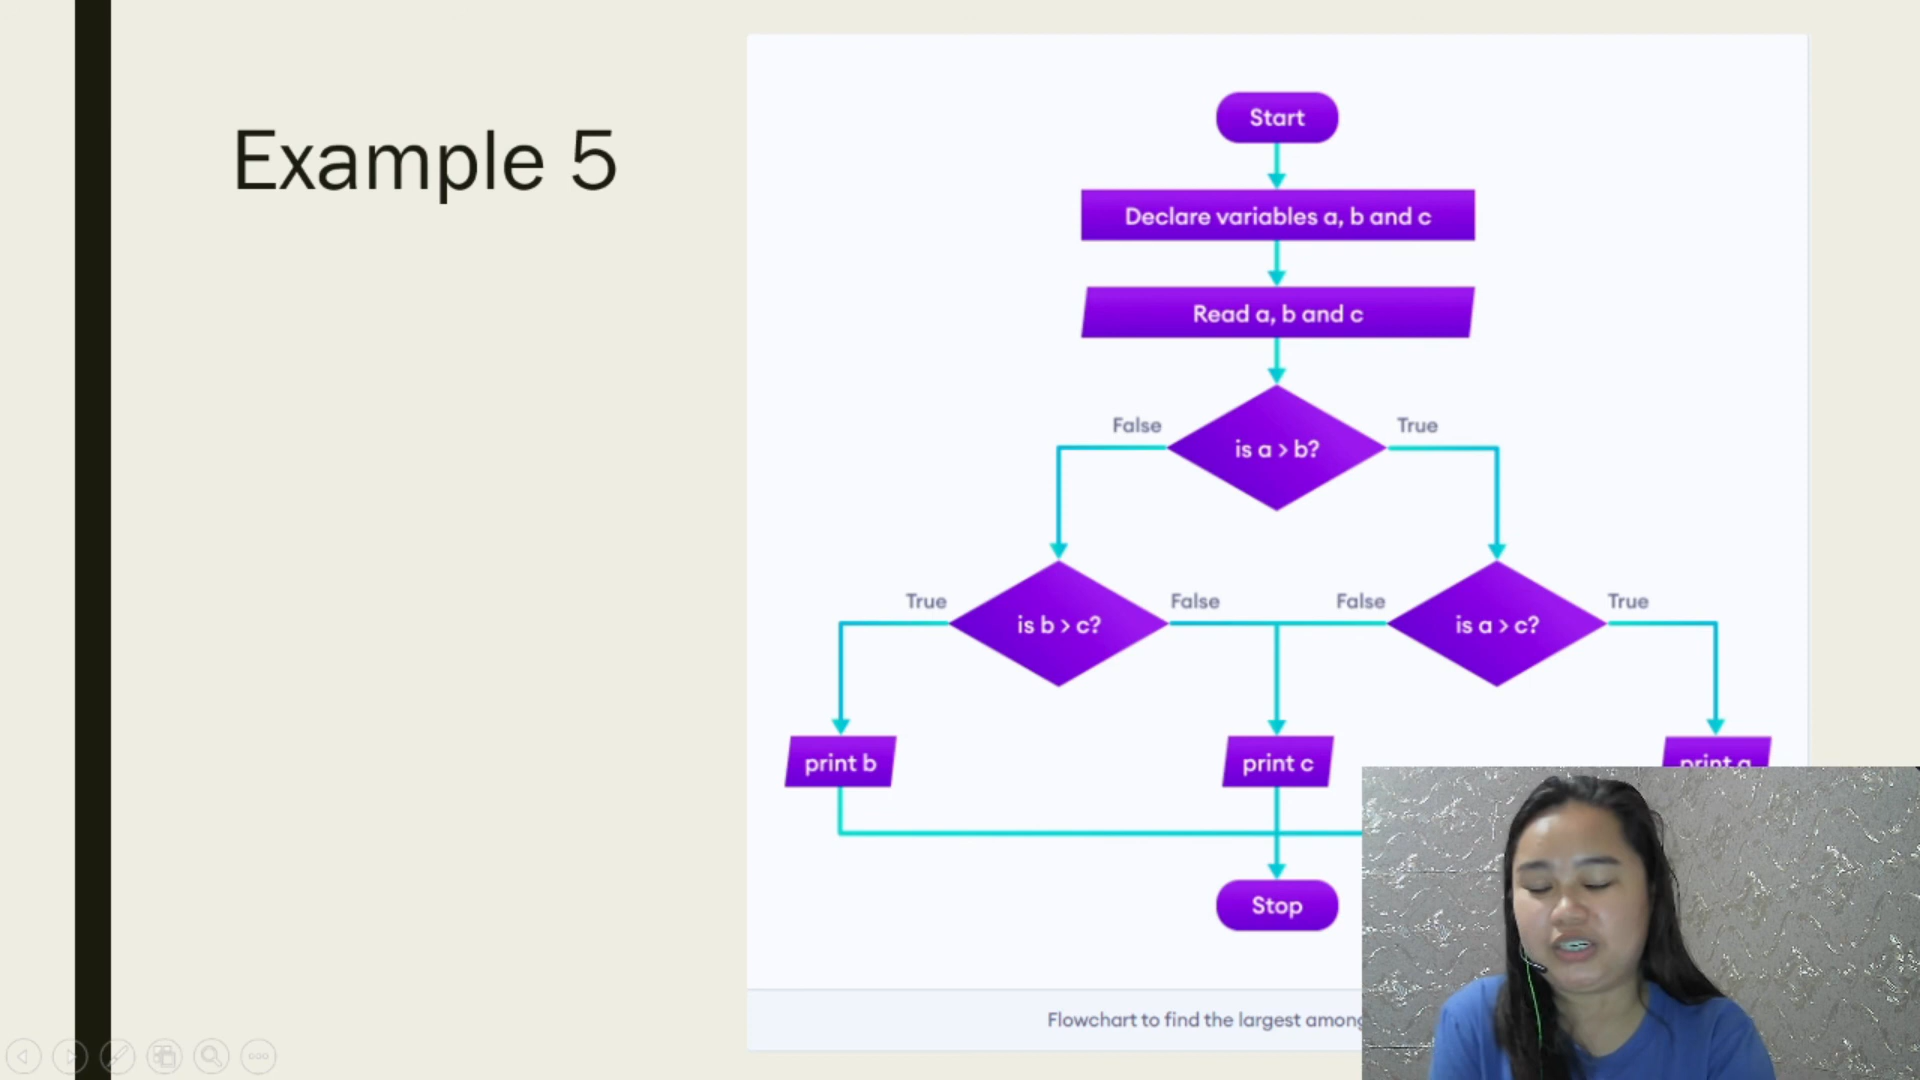 Example 5
Start
Declare variables a, b and c
Read a, b and c
False
True
is a > b?
True
False
False
True
is b > c?
is a > c?
print b
print c
print a
Stop
Flowchart to find the largest among